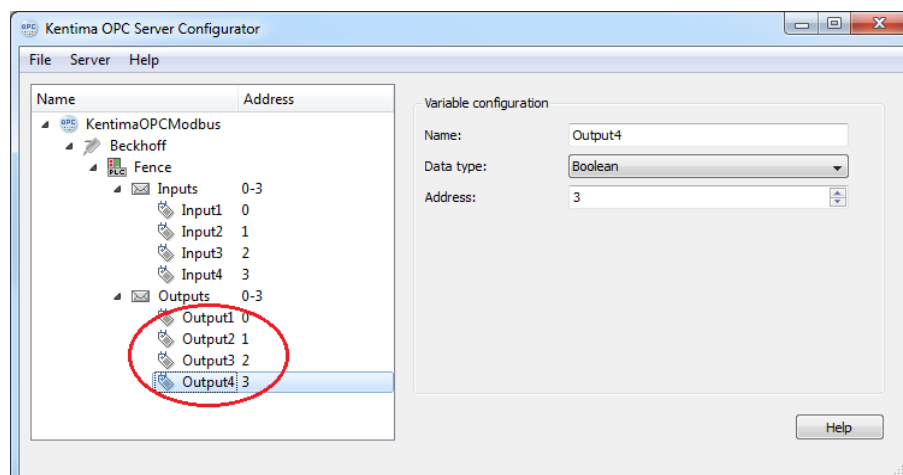 Kentima OPC Server Configurator
File Server Help
Name Address
KentimaOPCModbus
Beckhoff
Fence
Inputs 0-3
Input1 0
Input2 1
Input3 2
Input4 3
Outputs 0-3
Output1 0
Output2 1
Output3 2
Output4 3
Variable configuration
Name: Output4
Data type: Boolean
Address: 3
Help